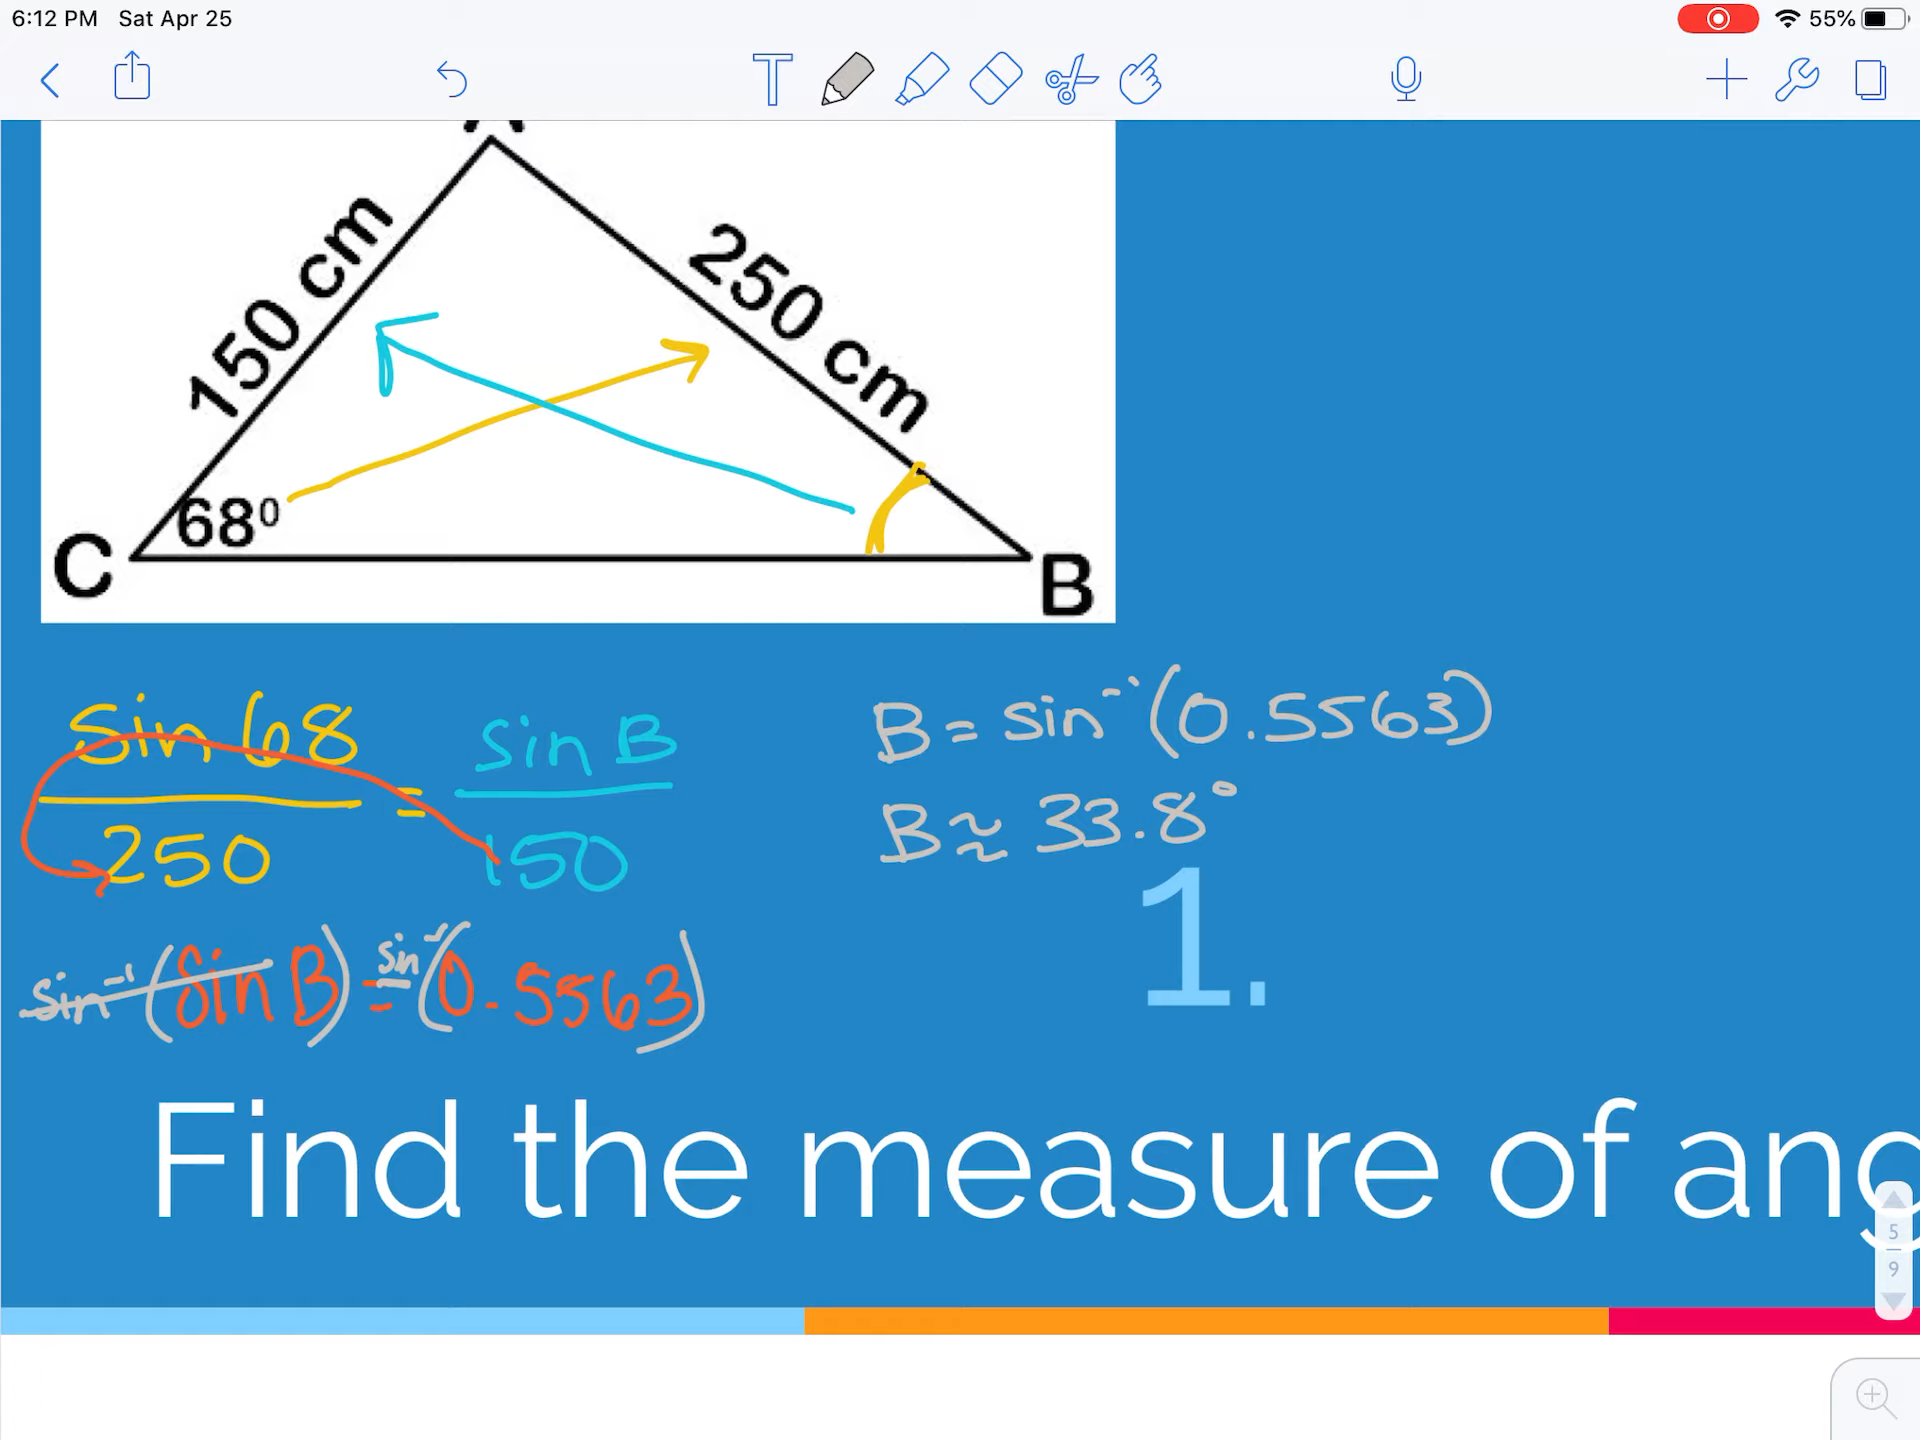 6:12 PM Sat Apr 25
55%
T
150 cm
250 cm
68⁰
C
B
sin 68
250
=
sin B
150
B = sin⁻¹(0.5563)
B ≈ 33.8°
sin⁻¹(sin B) = sin⁻¹(0.5563)
1.
Find the measure of ang
5
9